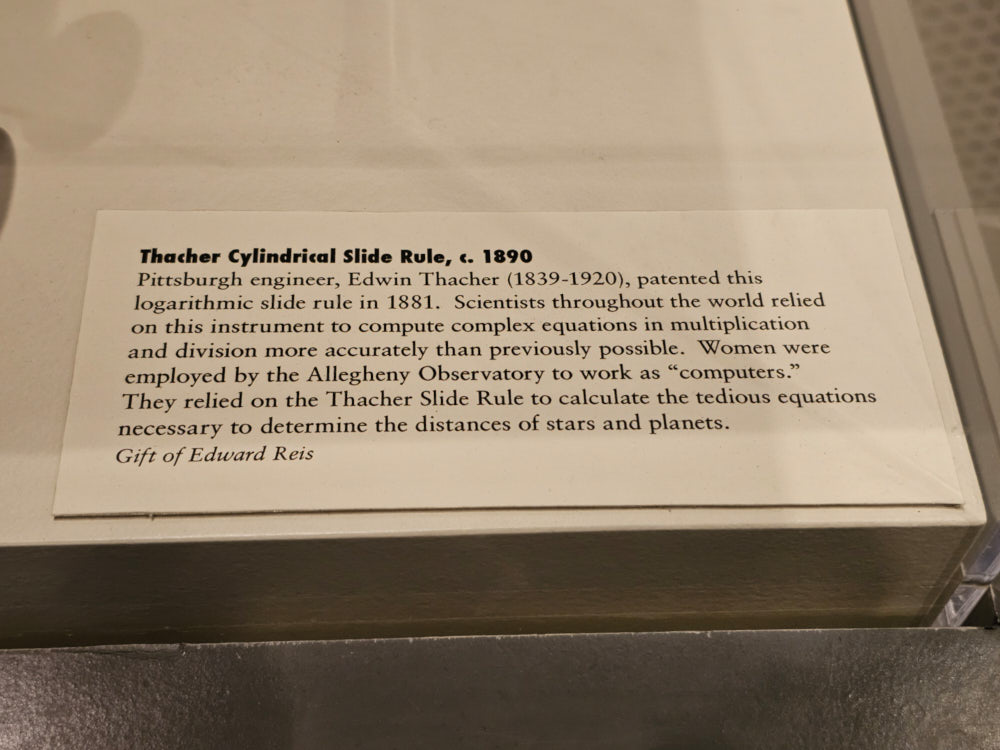 Thacher Cylindrical Slide Rule, c. 1890
Pittsburgh engineer, Edwin Thacher (1839-1920), patented this
logarithmic slide rule in 1881. Scientists throughout the world relied
on this instrument to compute complex equations in multiplication
and division more accurately than previously possible. Women were
employed by the Allegheny Observatory to work as “computers.”
They relied on the Thacher Slide Rule to calculate the tedious equations
necessary to determine the distances of stars and planets.
Gift of Edward Reis